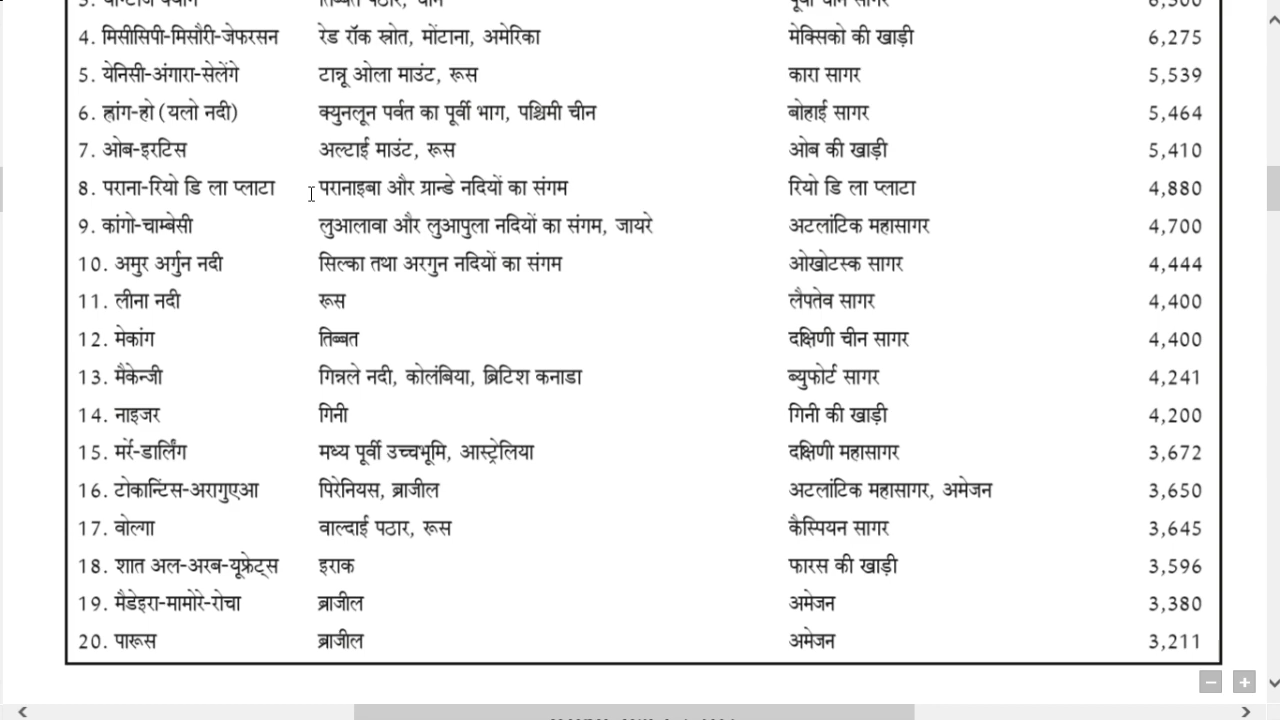 4. मिसीसिपी-मिसौरी-जेफरसन रेड रॉक स्रोत, मोंटाना, अमेरिका मेक्सिको की खाड़ी 6,275
5. येनिसी-अंगारा-सेलेंगे टान्नू ओला माउंट, रूस कारा सागर 5,539
6. ह्वांग-हो (यलो नदी) क्युनलून पर्वत का पूर्वी भाग, पश्चिमी चीन बोहाई सागर 5,464
7. ओब-इरटिस अल्टाई माउंट, रूस ओब की खाड़ी 5,410
8. पराना-रियो डि ला प्लाटा परानाइबा और ग्रान्डे नदियों का संगम रियो डि ला प्लाटा 4,880
9. कांगो-चाम्बेसी लुआलावा और लुआपुला नदियों का संगम, जायरे अटलांटिक महासागर 4,700
10. अमुर अर्गुन नदी सिल्का तथा अरगुन नदियों का संगम ओखोटस्क सागर 4,444
11. लीना नदी रूस लैपतेव सागर 4,400
12. मेकांग तिब्बत दक्षिणी चीन सागर 4,400
13. मैकेन्जी गिन्नले नदी, कोलंबिया, ब्रिटिश कनाडा ब्युफोर्ट सागर 4,241
14. नाइजर गिनी गिनी की खाड़ी 4,200
15. मर्रे-डार्लिंग मध्य पूर्वी उच्चभूमि, आस्ट्रेलिया दक्षिणी महासागर 3,672
16. टोकान्टिंस-अरागुएआ पिरेनियस, ब्राजील अटलांटिक महासागर, अमेजन 3,650
17. वोल्गा वाल्दाई पठार, रूस कैस्पियन सागर 3,645
18. शात अल-अरब-यूफ्रेट्स इराक फारस की खाड़ी 3,596
19. मैडेइरा-मामोरे-रोचा ब्राजील अमेजन 3,380
20. पारूस ब्राजील अमेजन 3,211